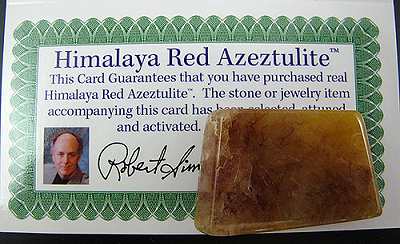 Himalaya Red Azeztulite™
This Card Guarantees that you have purchased real
Himalaya Red Azeztulite™. The stone or jewelry item
accompanying this card has been selected, attuned
and activated.
Robert Sim